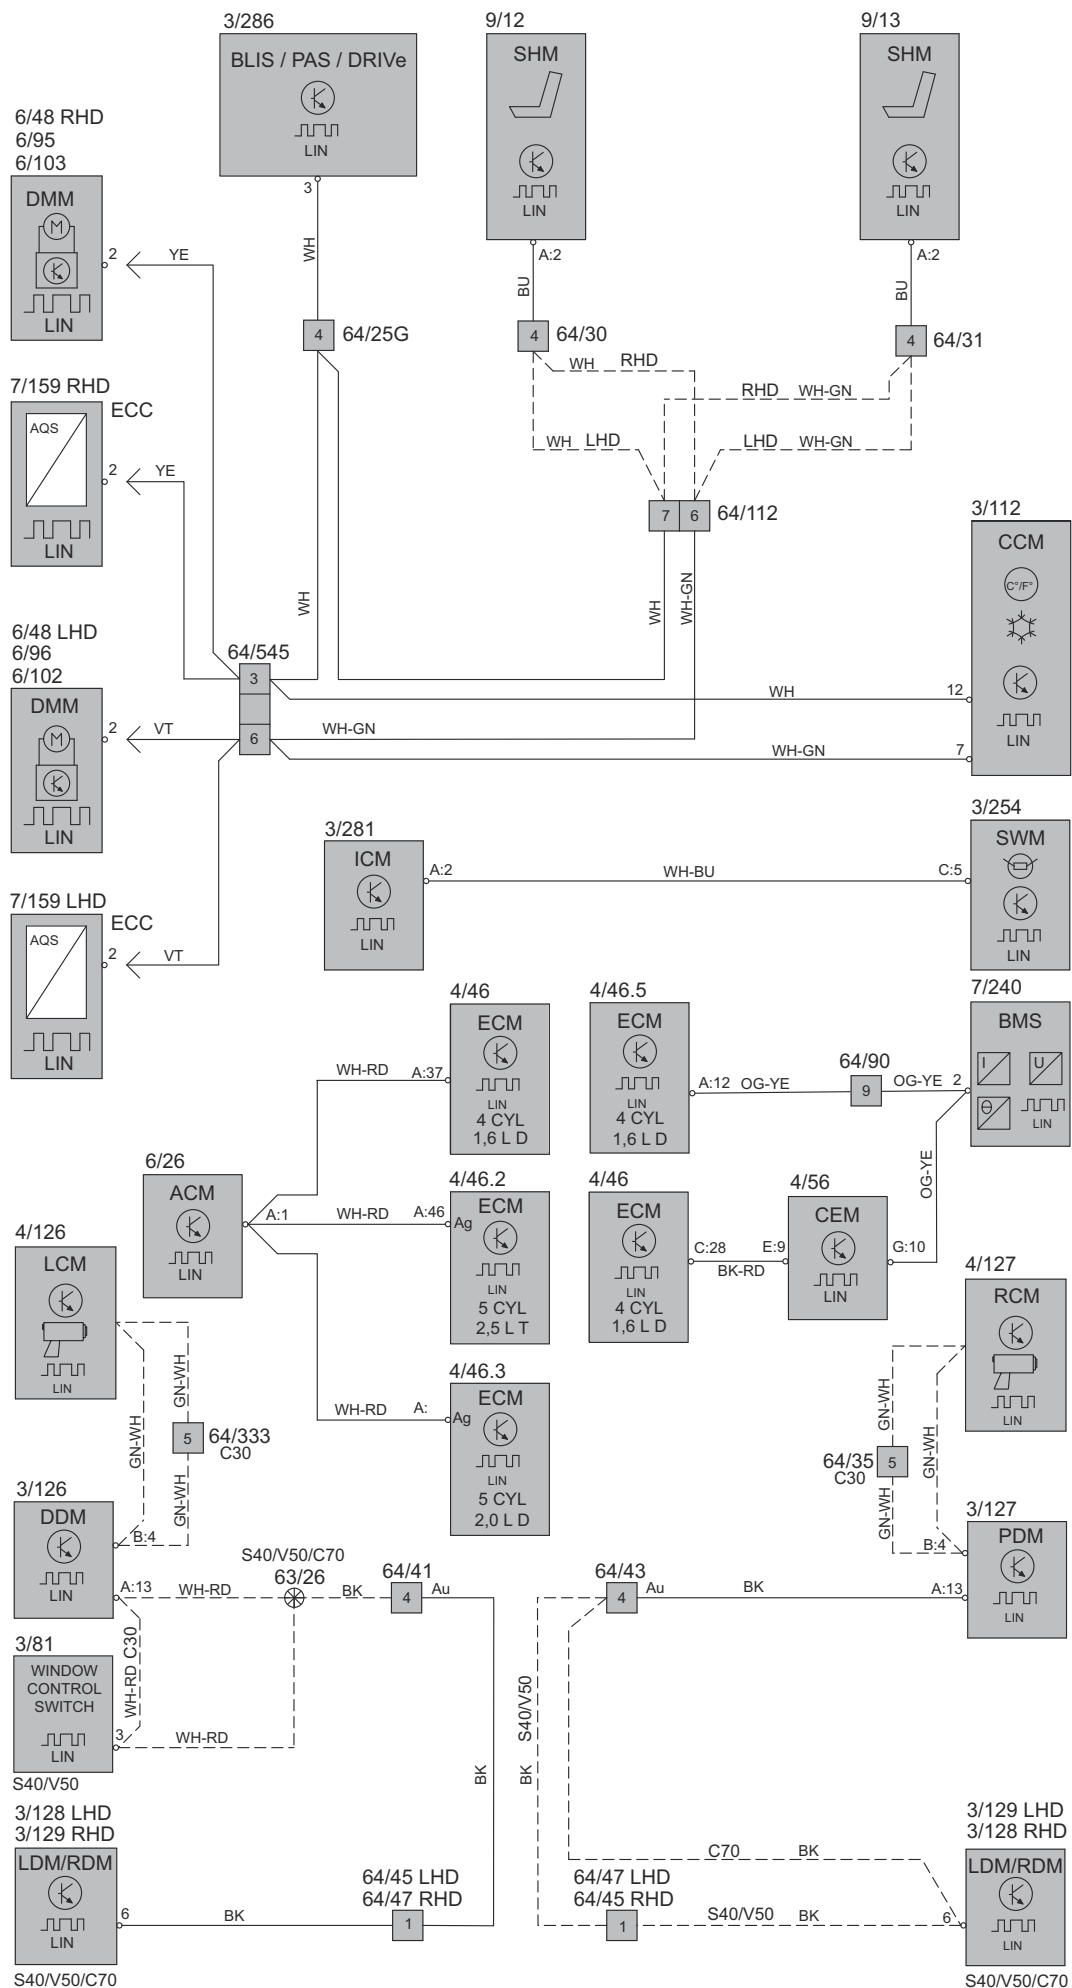 3/286
BLIS / PAS / DRIVe
LIN
3
WH
4
64/25G
WH
9/12
SHM
LIN
A:2
BU
4
64/30
WH RHD
WH LHD
9/13
SHM
LIN
A:2
BU
4
64/31
RHD WH-GN
LHD WH-GN
7 6 64/112
WH
WH-GN
6/48 RHD
6/95
6/103
DMM
M
LIN
2
YE
7/159 RHD
ECC
AQS
LIN
2
YE
6/48 LHD
6/96
6/102
DMM
M
LIN
2
VT
64/545
3
6
WH-GN
WH
12
WH-GN
7
3/112
CCM
C°/F°
LIN
7/159 LHD
ECC
AQS
LIN
2
VT
3/281
ICM
LIN
A:2
WH-BU
C:5
3/254
SWM
LIN
4/46
ECM
LIN
4 CYL
1,6 L D
WH-RD A:37
4/46.5
ECM
LIN
4 CYL
1,6 L D
A:12 OG-YE
64/90
9
OG-YE 2
7/240
BMS
I
U
Θ
LIN
OG-YE
6/26
ACM
LIN
A:1
WH-RD A:46
4/46.2
Ag
ECM
LIN
5 CYL
2,5 L T
4/46
ECM
LIN
4 CYL
1,6 L D
C:28
BK-RD
E:9
4/56
CEM
LIN
G:10
WH-RD A:
4/46.3
Ag
ECM
LIN
5 CYL
2,0 L D
4/126
LCM
LIN
GN-WH
GN-WH
5
64/333
C30
GN-WH
4/127
RCM
LIN
GN-WH
GN-WH
64/35
C30
5
GN-WH
3/126
DDM
LIN
B:4
A:13
WH-RD
S40/V50/C70
63/26
BK
64/41
4
Au
64/43
4
Au
BK
3/127
PDM
LIN
B:4
A:13
3/81
WINDOW
CONTROL
SWITCH
LIN
3
WH-RD C30
WH-RD
S40/V50
BK
S40/V50
BK
3/128 LHD
3/129 RHD
LDM/RDM
LIN
6
BK
S40/V50/C70
64/45 LHD
64/47 RHD
1
64/47 LHD
64/45 RHD
1
C70 BK
S40/V50 BK
6
3/129 LHD
3/128 RHD
LDM/RDM
LIN
S40/V50/C70